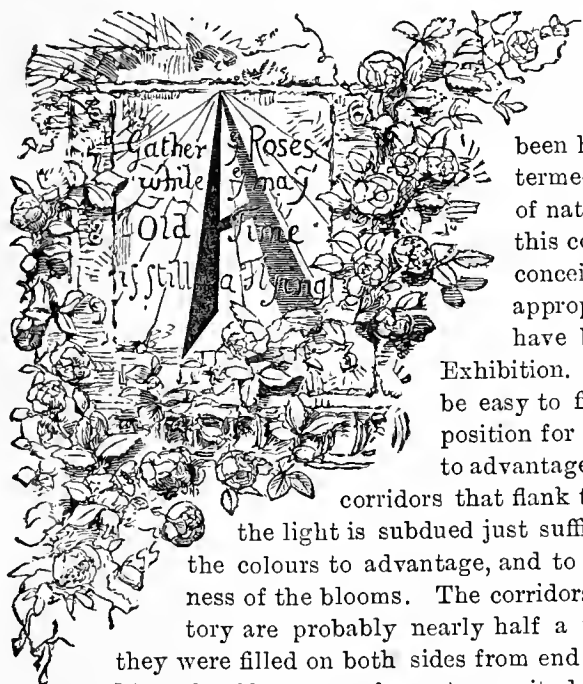 Gather ye Roses
while ye may
Old Time
is still a flying
been h
terme
of nat
this co
concei
approp
have b
Exhibition.
be easy to f
position for
to advantage
corridors that flank t
the light is subdued just suffi
the colours to advantage, and to
ness of the blooms. The corridors
tory are probably nearly half a
they were filled on both sides from end